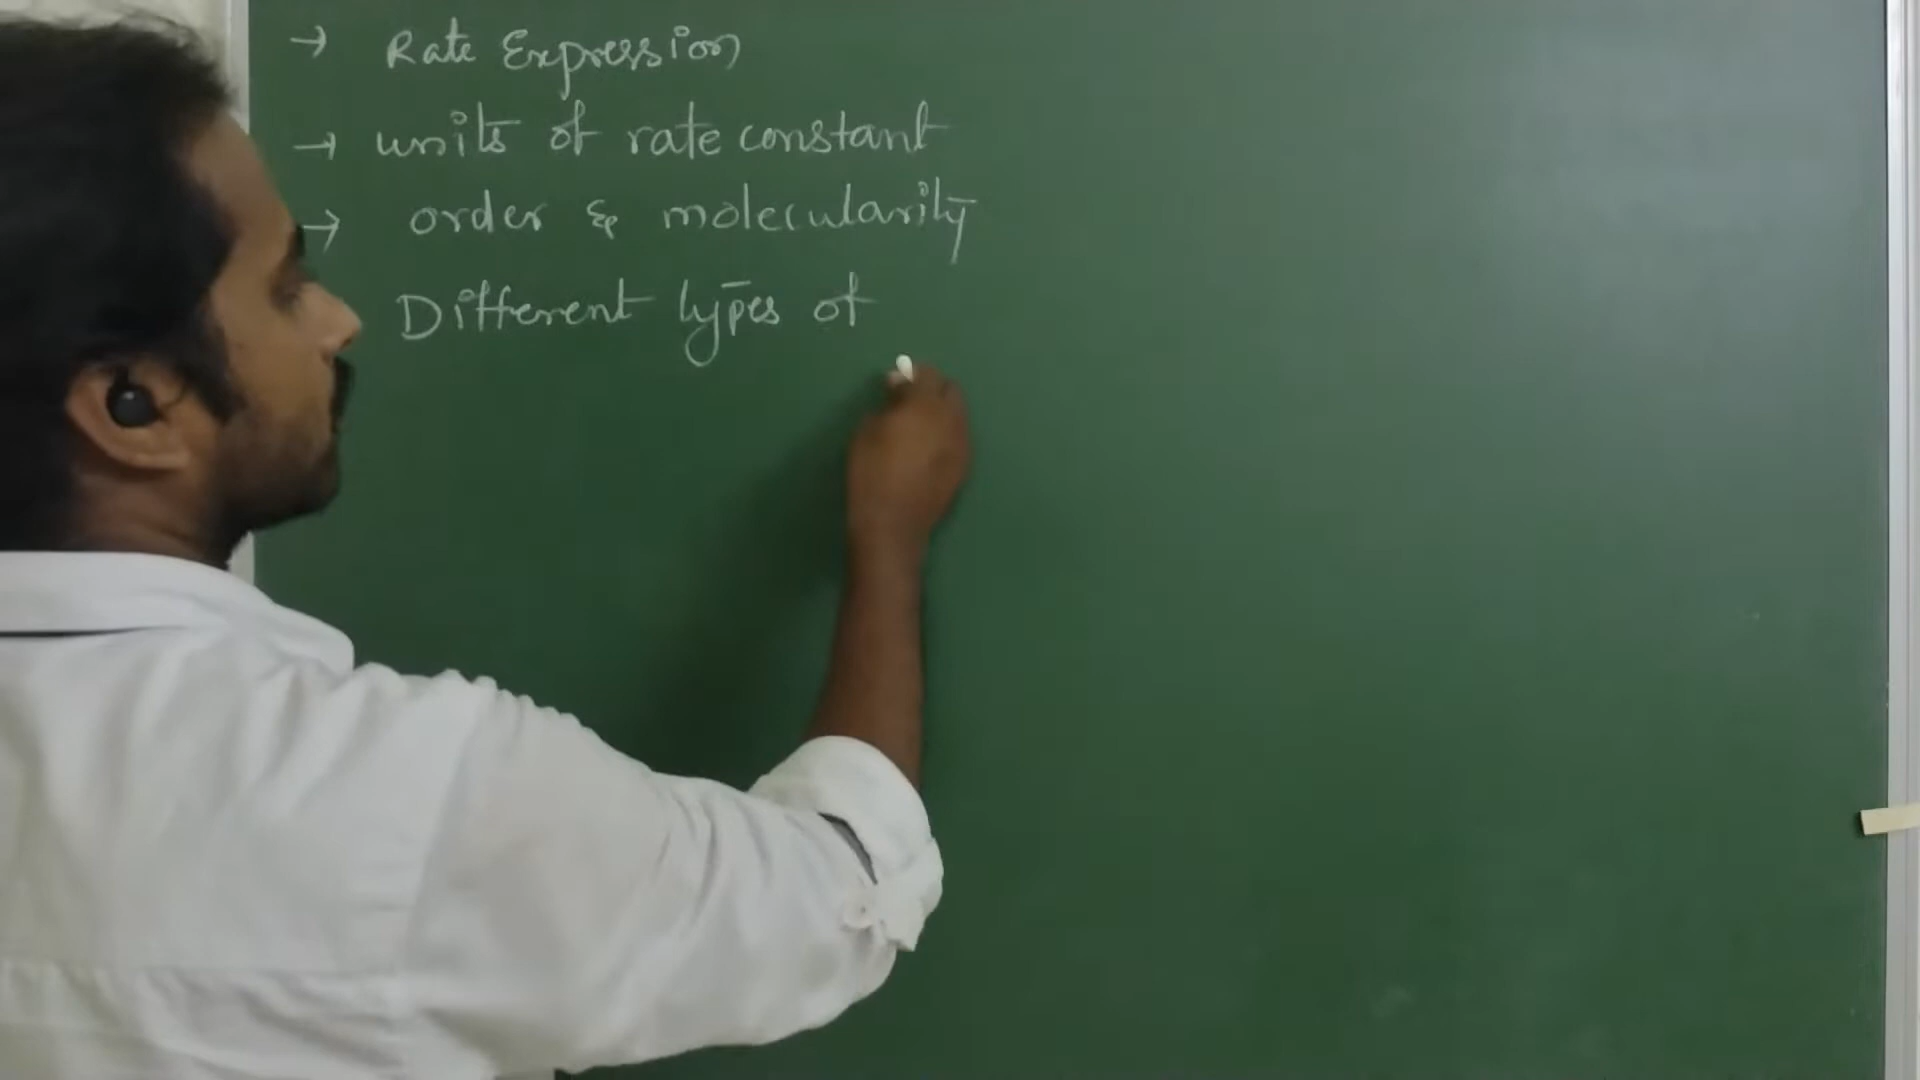 → Rate Expression
→ units of rate constant
→ order & molecularity
Different types of